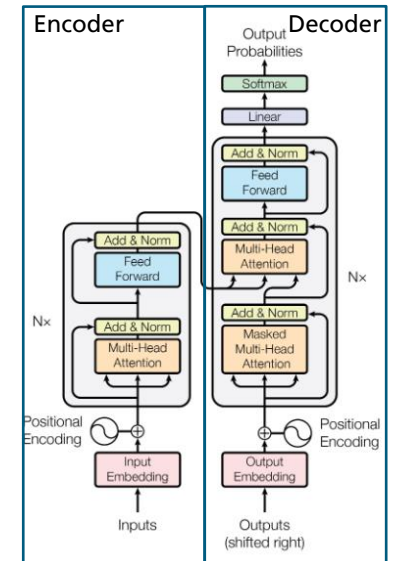 Encoder
Decoder
Output
Probabilities
Softmax
Linear
Add & Norm
Feed
Forward
Add & Norm
Multi-Head
Attention
Nx
Add & Norm
Masked
Multi-Head
Attention
Positional
Encoding
Output
Embedding
Outputs
(shifted right)
Add & Norm
Feed
Forward
Nx
Add & Norm
Multi-Head
Attention
Positional
Encoding
Input
Embedding
Inputs